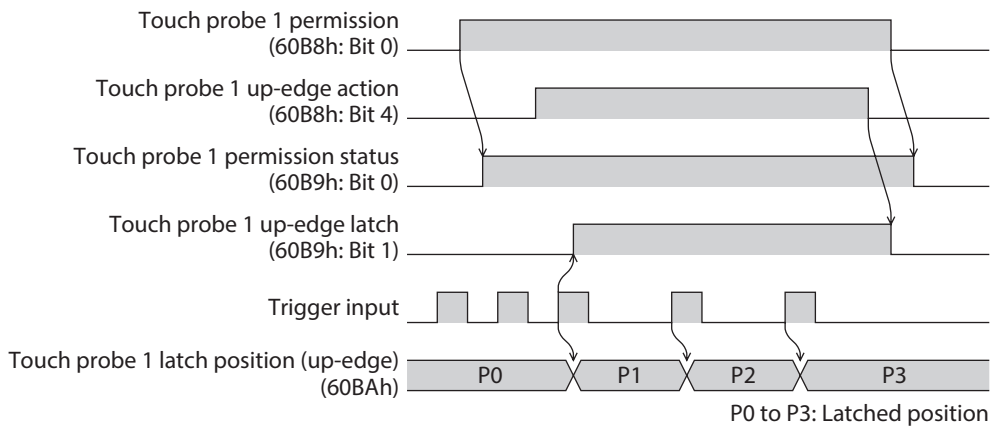 Touch probe 1 permission
(60B8h: Bit 0)
Touch probe 1 up-edge action
(60B8h: Bit 4)
Touch probe 1 permission status
(60B9h: Bit 0)
Touch probe 1 up-edge latch
(60B9h: Bit 1)
Trigger input
Touch probe 1 latch position (up-edge)
(60BAh)
P0 P1 P2 P3
P0 to P3: Latched position